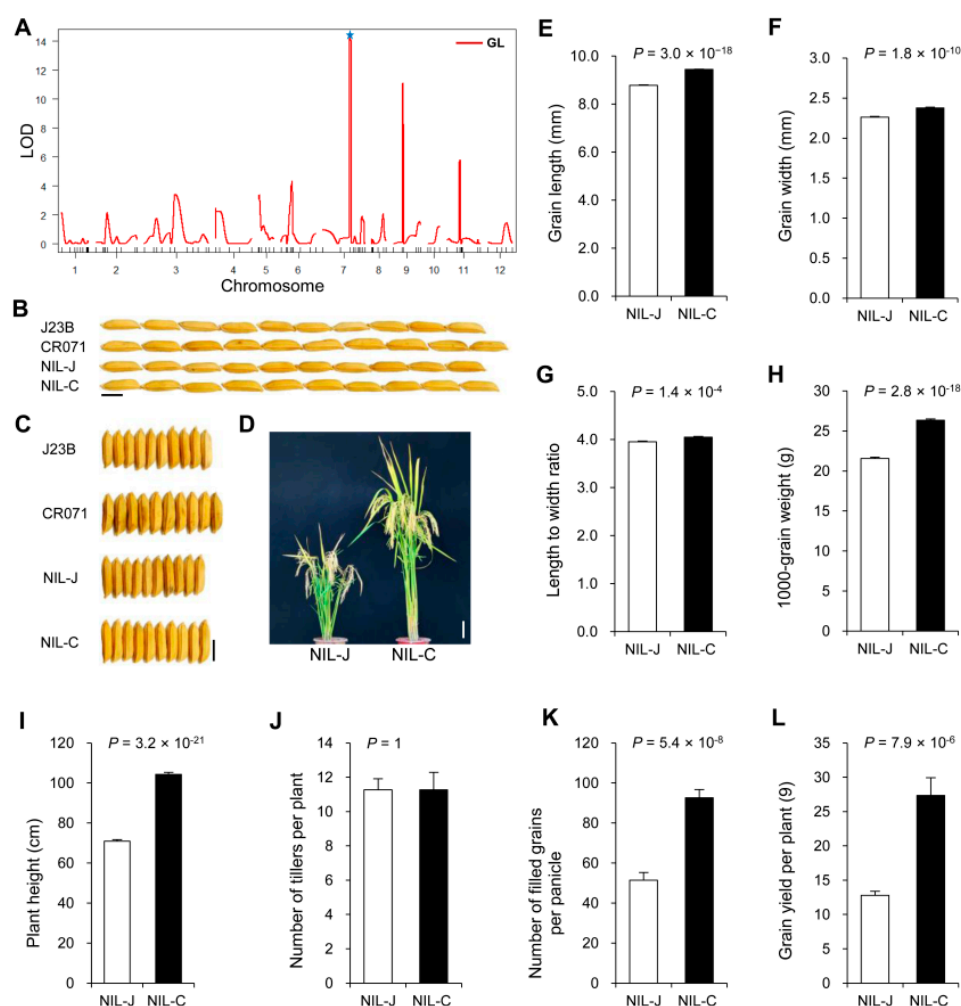 A
14
12
10
8
6
4
2
0
LOD
GL
1 2 3 4 5 6 7 8 9 10 11 12
Chromosome
B
J23B
CR071
NIL-J
NIL-C
C
J23B
CR071
NIL-J
NIL-C
D
NIL-J NIL-C
E
P = 3.0 × 10⁻¹⁸
Grain length (mm)
10.0
8.0
6.0
4.0
2.0
0.0
NIL-J NIL-C
F
P = 1.8 × 10⁻¹⁰
Grain width (mm)
3.0
2.5
2.0
1.5
1.0
0.5
0.0
NIL-J NIL-C
G
P = 1.4 × 10⁻⁴
Length to width ratio
5.0
4.0
3.0
2.0
1.0
0.0
NIL-J NIL-C
H
P = 2.8 × 10⁻¹⁸
1000-grain weight (g)
30
25
20
15
10
5
0
NIL-J NIL-C
I
P = 3.2 × 10⁻²¹
Plant height (cm)
120
100
80
60
40
20
0
NIL-J NIL-C
J
P = 1
Number of tillers per plant
14
12
10
8
6
4
2
0
NIL-J NIL-C
K
P = 5.4 × 10⁻⁸
Number of filled grains
per panicle
120
100
80
60
40
20
0
NIL-J NIL-C
L
P = 7.9 × 10⁻⁶
Grain yield per plant (9)
35
30
25
20
15
10
5
0
NIL-J NIL-C